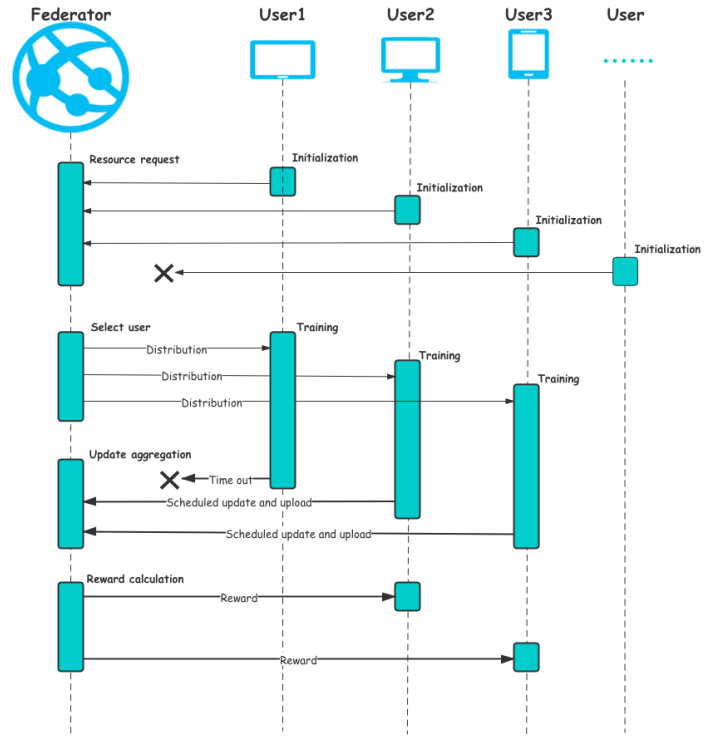 Federator
User1
User2
User3
User
Resource request
Initialization
Initialization
Initialization
Initialization
Select user
Training
Distribution
Training
Distribution
Training
Distribution
Update aggregation
Time out
Scheduled update and upload
Scheduled update and upload
Reward calculation
Reward
Reward